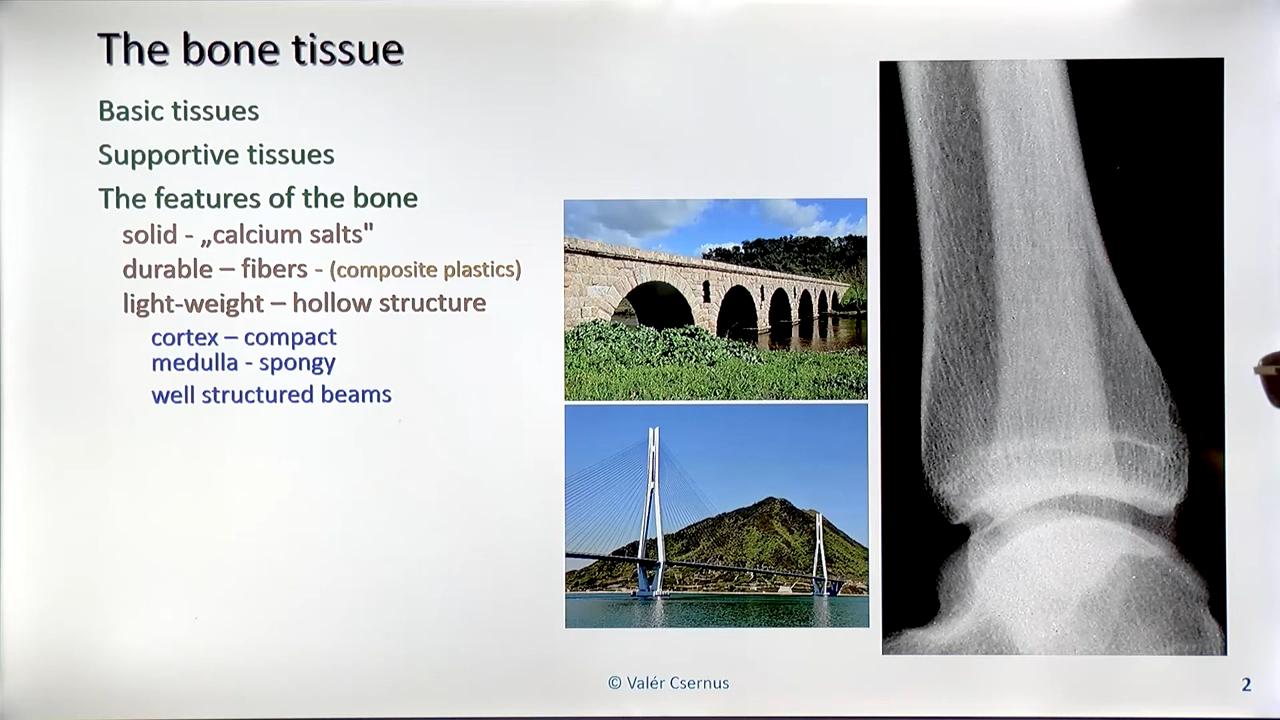 The bone tissue
Basic tissues
Supportive tissues
The features of the bone
solid - „calcium salts"
durable – fibers - (composite plastics)
light-weight – hollow structure
cortex – compact
medulla - spongy
well structured beams
© Valér Csernus
2